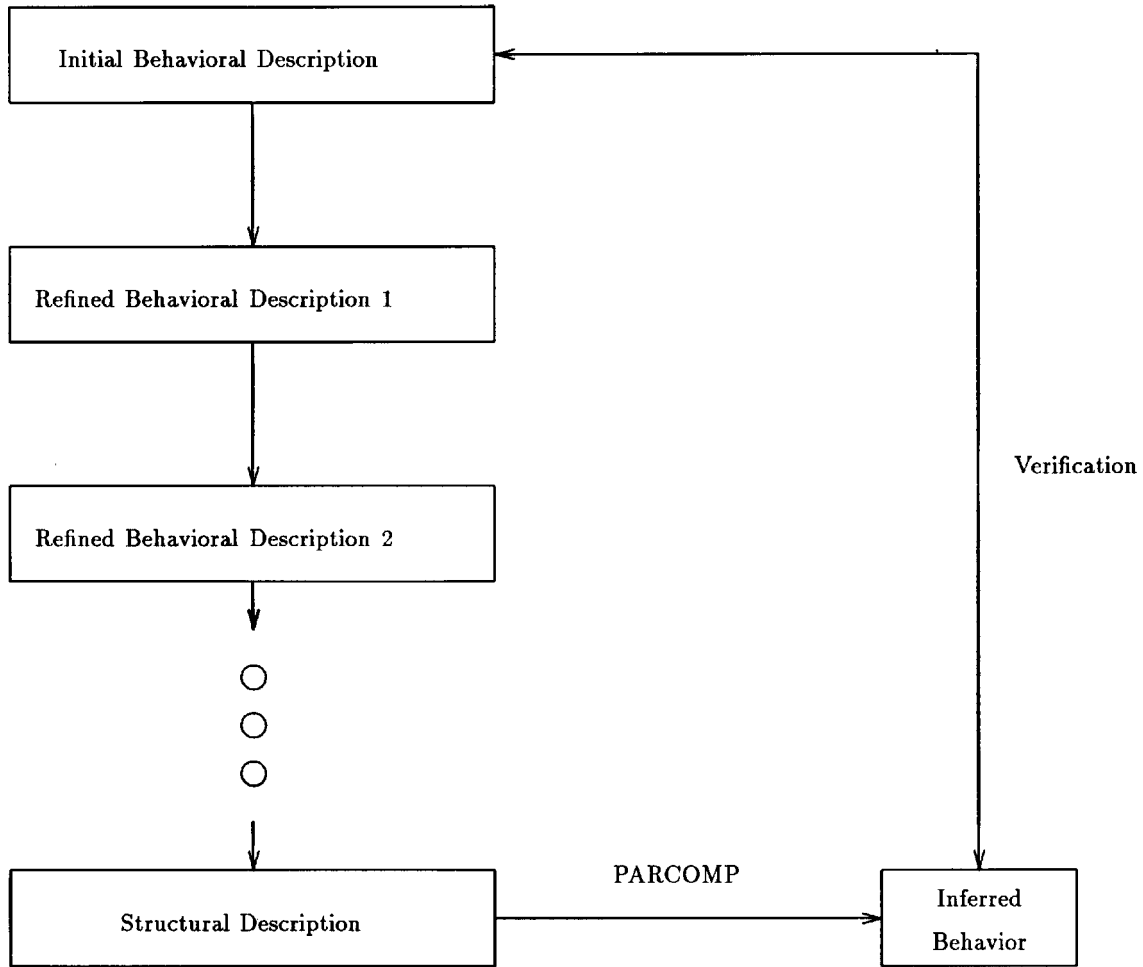 Initial Behavioral Description
Refined Behavioral Description 1
Verification
Refined Behavioral Description 2
PARCOMP
Structural Description
Inferred
Behavior